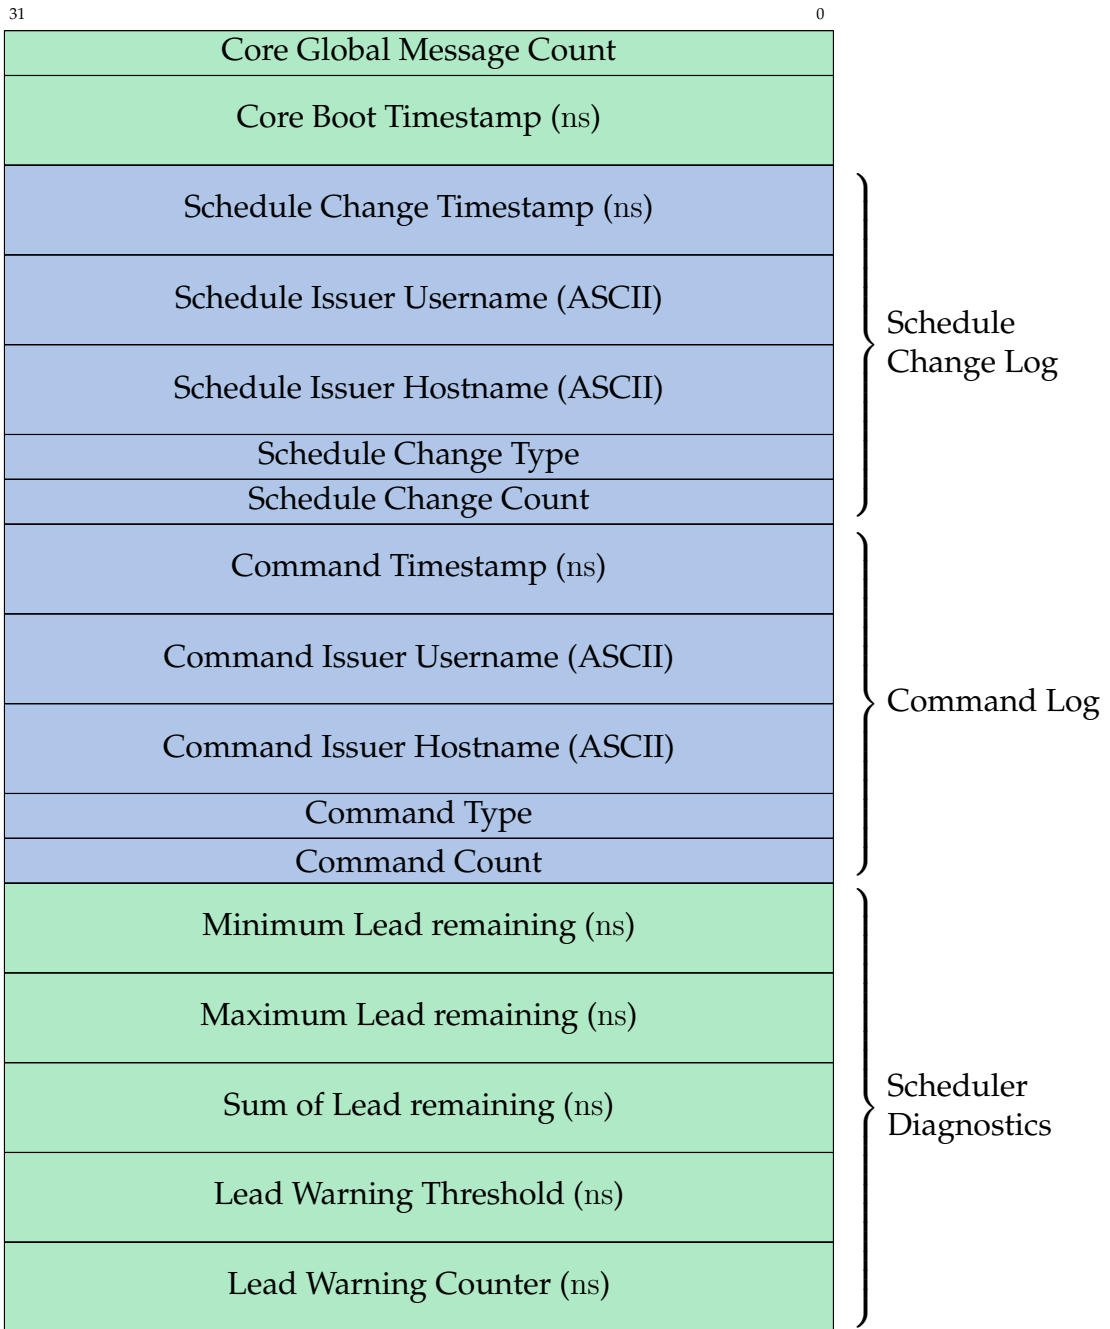 31 0
Core Global Message Count
Core Boot Timestamp (ns)
Schedule Change Timestamp (ns)
Schedule Issuer Username (ASCII)
Schedule Issuer Hostname (ASCII)
Schedule Change Type
Schedule Change Count
Schedule
Change Log
Command Timestamp (ns)
Command Issuer Username (ASCII)
Command Issuer Hostname (ASCII)
Command Type
Command Count
Command Log
Minimum Lead remaining (ns)
Maximum Lead remaining (ns)
Sum of Lead remaining (ns)
Lead Warning Threshold (ns)
Lead Warning Counter (ns)
Scheduler
Diagnostics